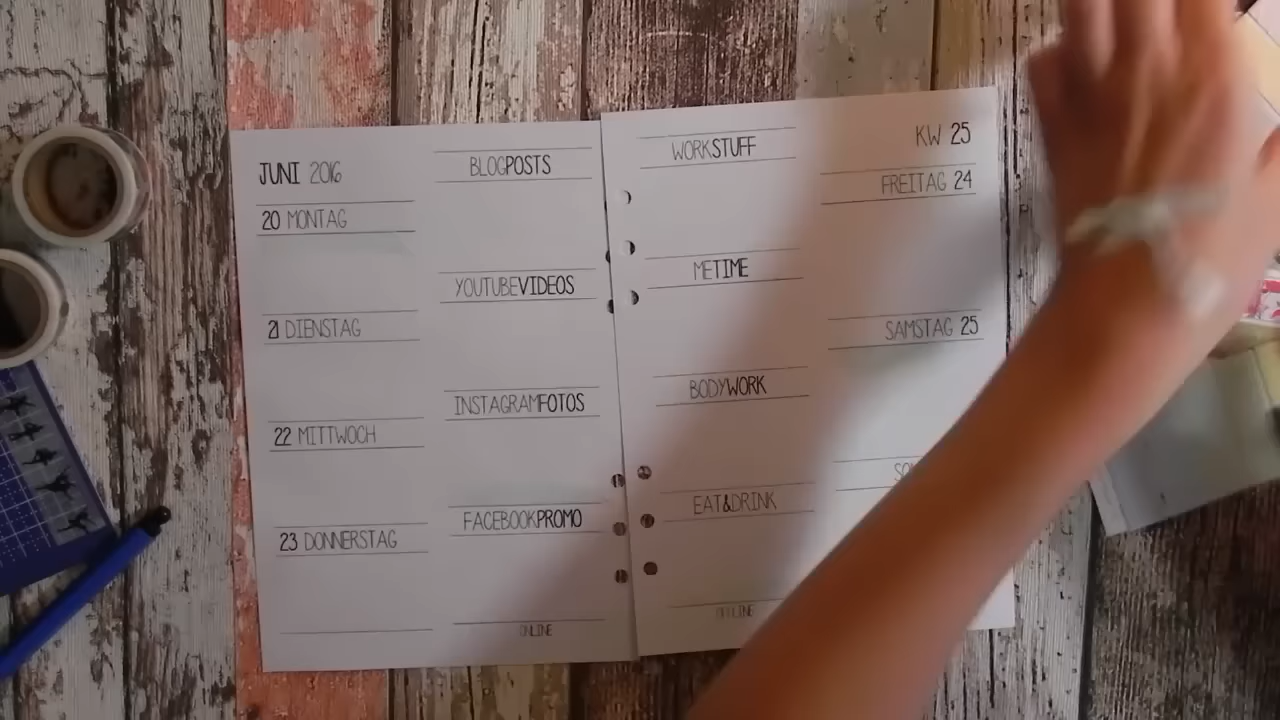 JUNI 2016
20 MONTAG
21 DIENSTAG
22 MITTWOCH
23 DONNERSTAG
BLOGPOSTS
YOUTUBEVIDEOS
INSTAGRAMFOTOS
FACEBOOKPROMO
ONLINE
WORKSTUFF
METIME
BODYWORK
EAT&DRINK
OFFLINE
KW 25
FREITAG 24
SAMSTAG 25